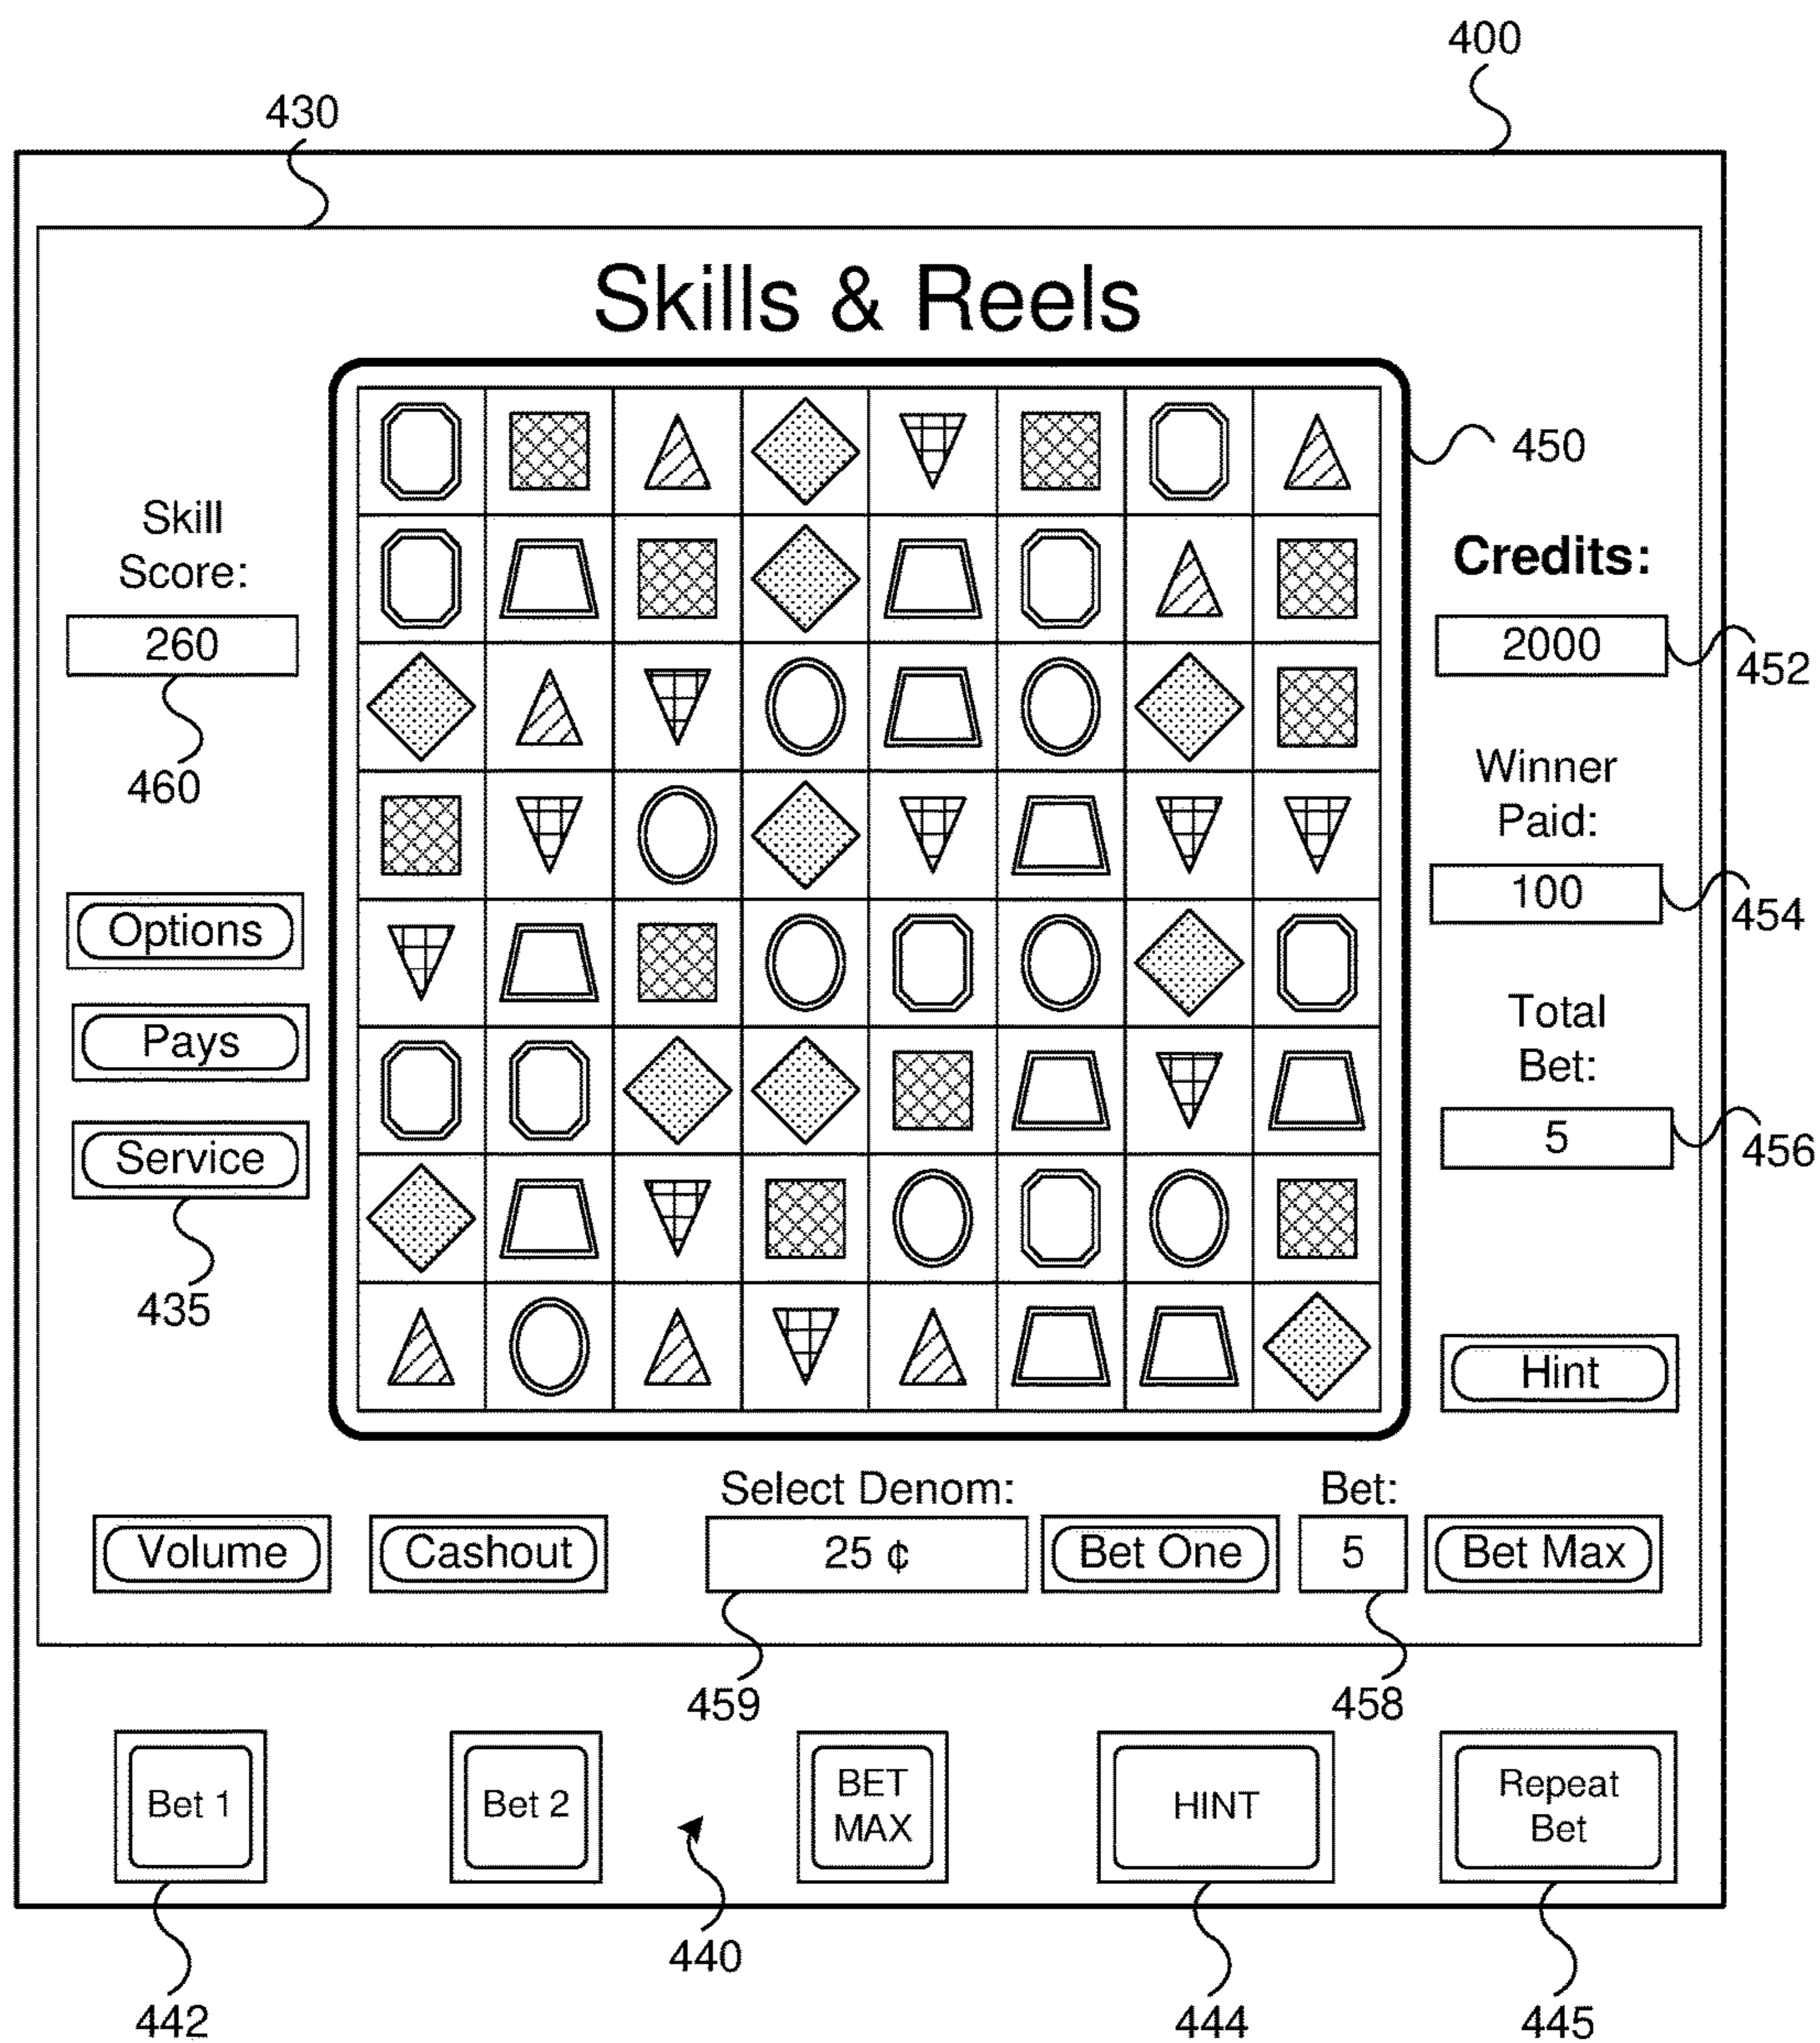 400
430
Skills & Reels
450
Skill
Score:
260
460
Credits:
2000
452
Winner
Paid:
100
454
Options
Pays
Service
435
Total
Bet:
5
456
Hint
Select Denom:
Bet:
Volume
Cashout
25 ¢
Bet One
5
Bet Max
459
458
Bet 1
Bet 2
BET
MAX
HINT
Repeat
Bet
440
442
444
445